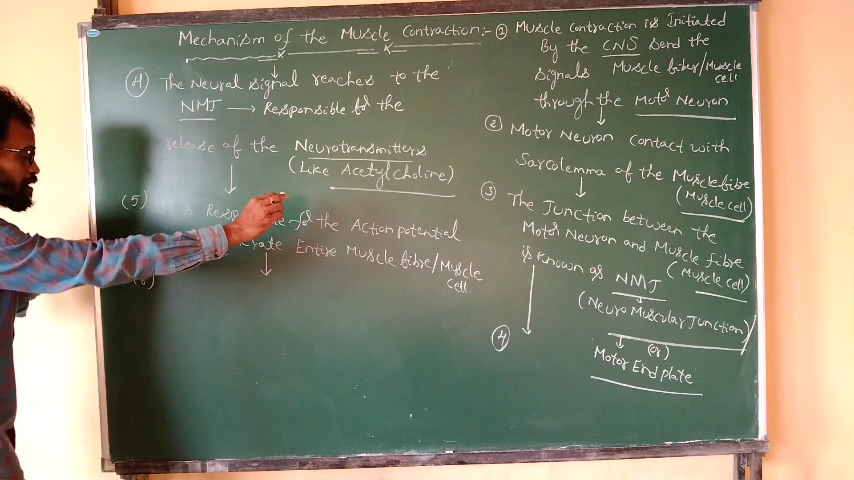 Mechanism of the Muscle Contraction:-
① Muscle Contraction is Initiated
By the CNS send the
signals Muscle fiber/Muscle cell
through the Motor Neuron
② Motor Neuron contact with
Sarcolemma of the Muscle fibre
(Muscle cell)
③ The Junction between the
Motor Neuron and Muscle fibre
(Muscle cell)
is known as NMJ
(Neuro Muscular Junction)
(or)
Motor End plate
④
④ The Neural signal reaches to the
NMJ → Responsible for the
release of the Neurotransmitters
(Like Acetylcholine)
(5)
for the Action potential
Entire Muscle fibre/Muscle cell
(6)